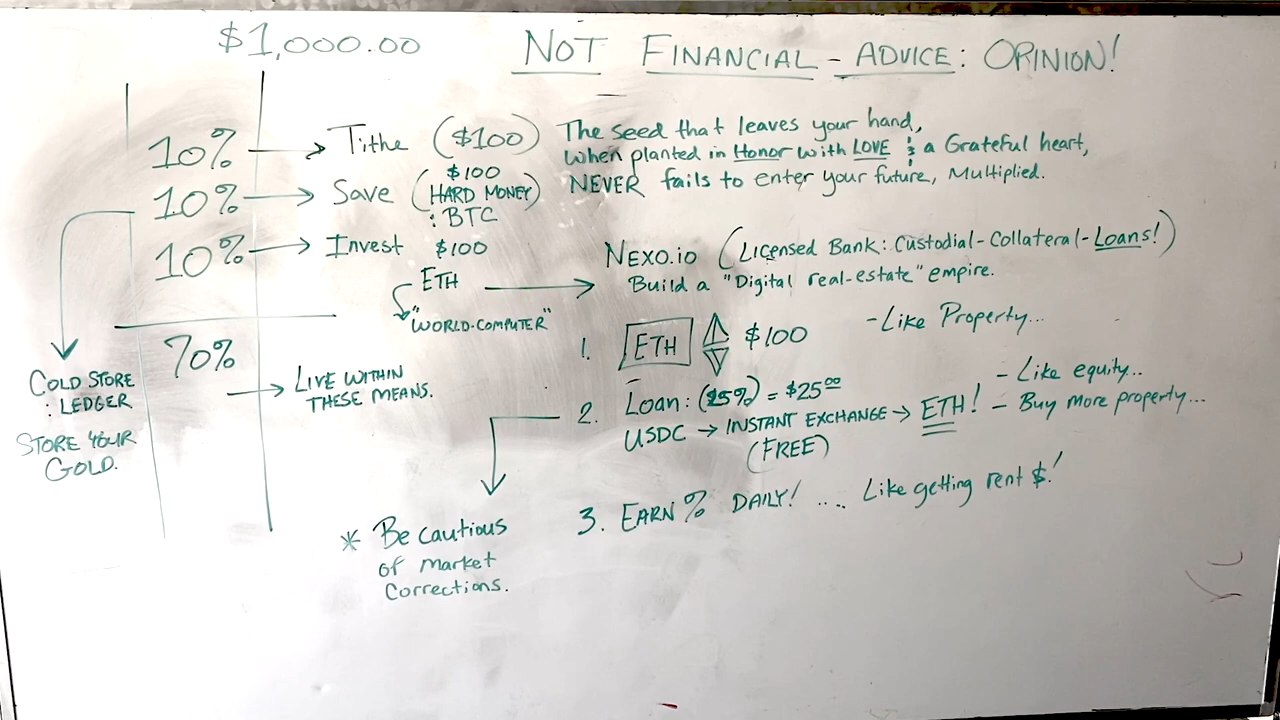 $1,000.00
NOT FINANCIAL - ADVICE: OPINION!
10% → Tithe ($100)
The seed that leaves your hand,
when planted in Honor with LOVE & a Grateful heart,
NEVER fails to enter your future, Multiplied.
10% → Save ($100
HARD MONEY)
: BTC
10% → Invest $100
ETH →
"WORLD-COMPUTER"
NEXO.IO (LICENSED BANK: CUSTODIAL-COLLATERAL-LOANS!)
Build a "Digital real-estate" empire.
1. ETH $100
-Like Property...
70%
→ LIVE WITHIN
THESE MEANS.
COLD STORE
: LEDGER
STORE YOUR
GOLD.
2. Loan: (25%) = $25.00
- Like equity...
USDC → INSTANT EXCHANGE → ETH! - Buy more property...
(FREE)
3. EARN % DAILY! .... Like getting rent $!
* Be cautious
of market
corrections.